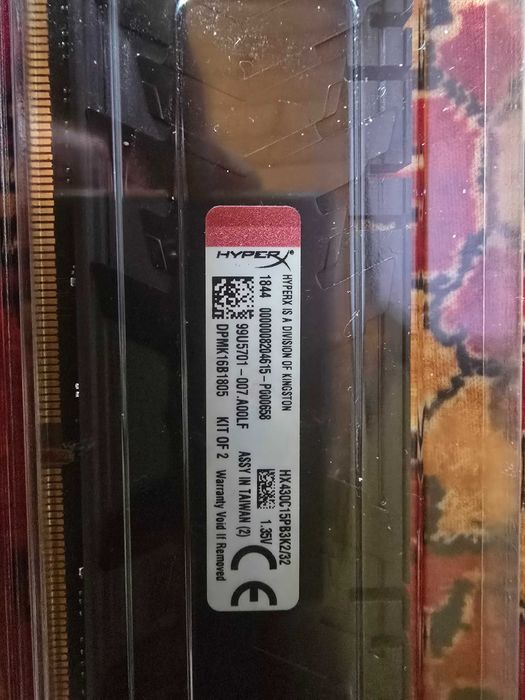 HYPERX
HYPERX IS A DIVISION OF KINGSTON
HX430C15PB3K2/32
1844 0000008204615-P000658
1.35V
99U5701-007.A00LF
ASSY IN TAIWAN (2)
DPMK16B1805 KIT OF 2 Warranty Void If Removed
CE